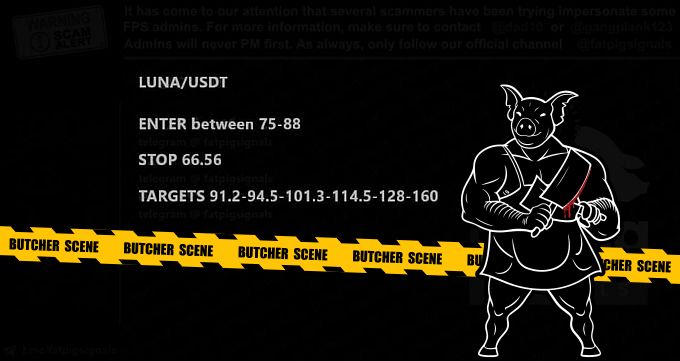 WARNING
SCAM
ALERT
It has come to our attention that several scammers have been trying impersonate some
FPS admins. For more information, make sure to contact @dad10 or @gangplank123.
Admins will never PM first. As always, only follow our official channel @fatpigsignals
LUNA/USDT
ENTER between 75-88
telegram @ fatpigsignals
STOP 66.56
telegram @ fatpigsignals
TARGETS 91.2-94.5-101.3-114.5-128-160
telegram @ fatpigsignals
BUTCHER SCENE BUTCHER SCENE BUTCHER SCENE BUTCHER SCENE BU CHER SCENE
t.me/fatpigsignals